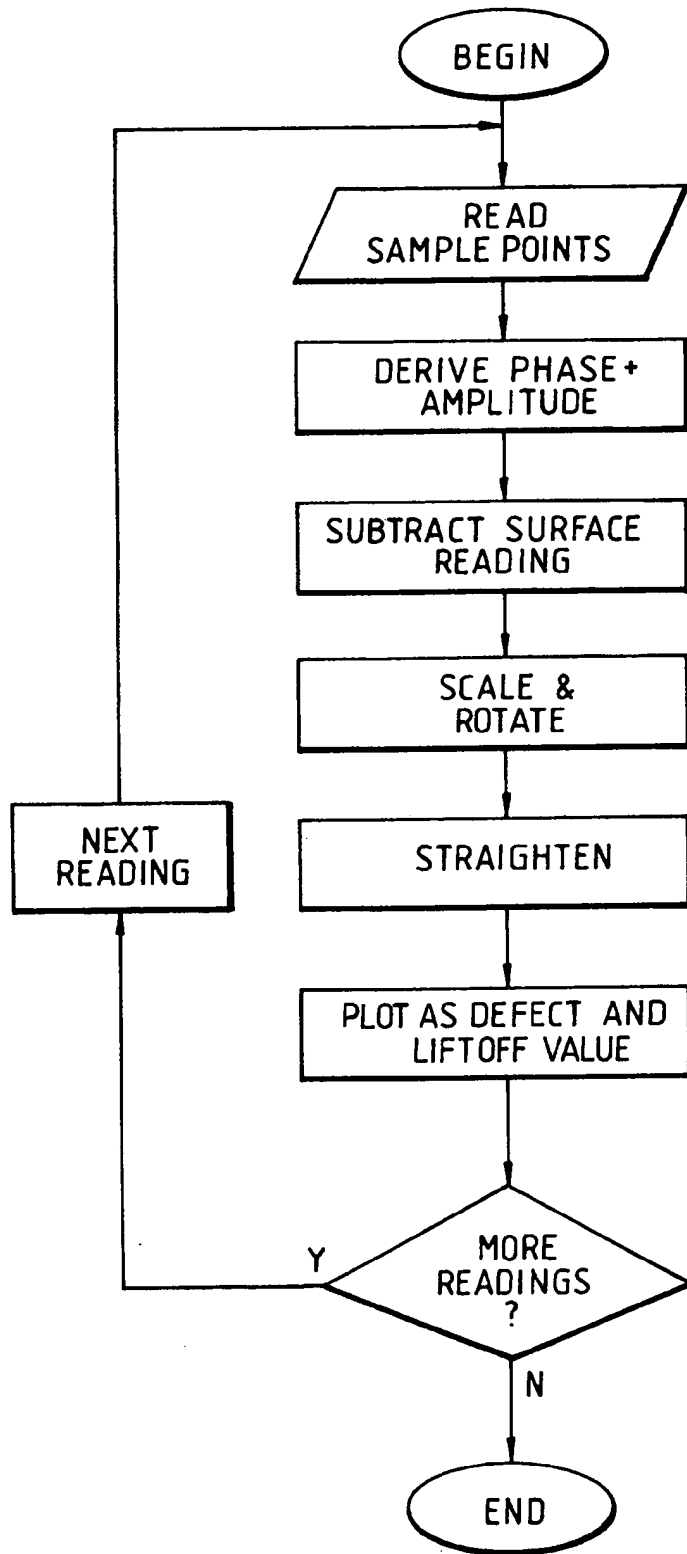 BEGIN
READ
SAMPLE POINTS
DERIVE PHASE+
AMPLITUDE
SUBTRACT SURFACE
READING
SCALE &
ROTATE
NEXT
READING
STRAIGHTEN
PLOT AS DEFECT AND
LIFTOFF VALUE
Y
MORE
READINGS
?
N
END